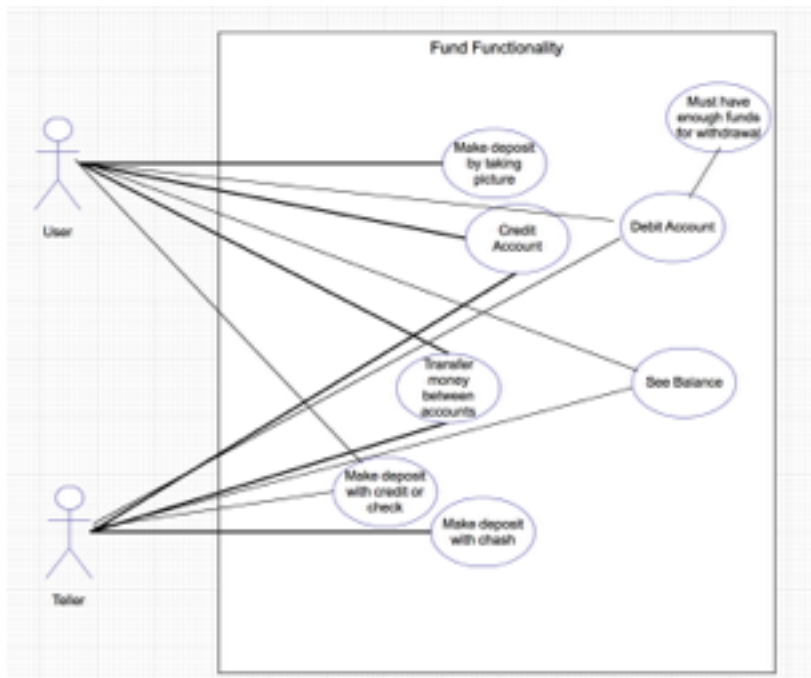 Fund Functionality
Must have
enough funds
for withdrawal
Make deposit
by taking
picture
User
Credit
Account
Debit Account
Transfer
money
between
accounts
See Balance
Make deposit
with credit or
check
Make deposit
with chash
Teller